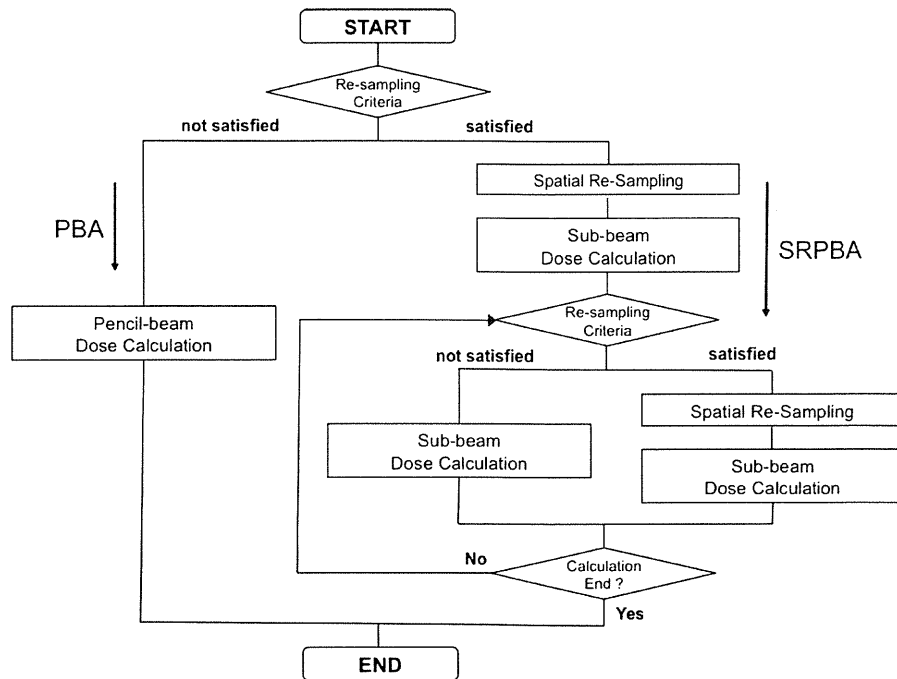 START
Re-sampling
Criteria
not satisfied
satisfied
Spatial Re-Sampling
PBA
Sub-beam
Dose Calculation
SRPBA
Pencil-beam
Dose Calculation
Re-sampling
Criteria
not satisfied
satisfied
Spatial Re-Sampling
Sub-beam
Dose Calculation
Sub-beam
Dose Calculation
No
Calculation
End ?
Yes
END